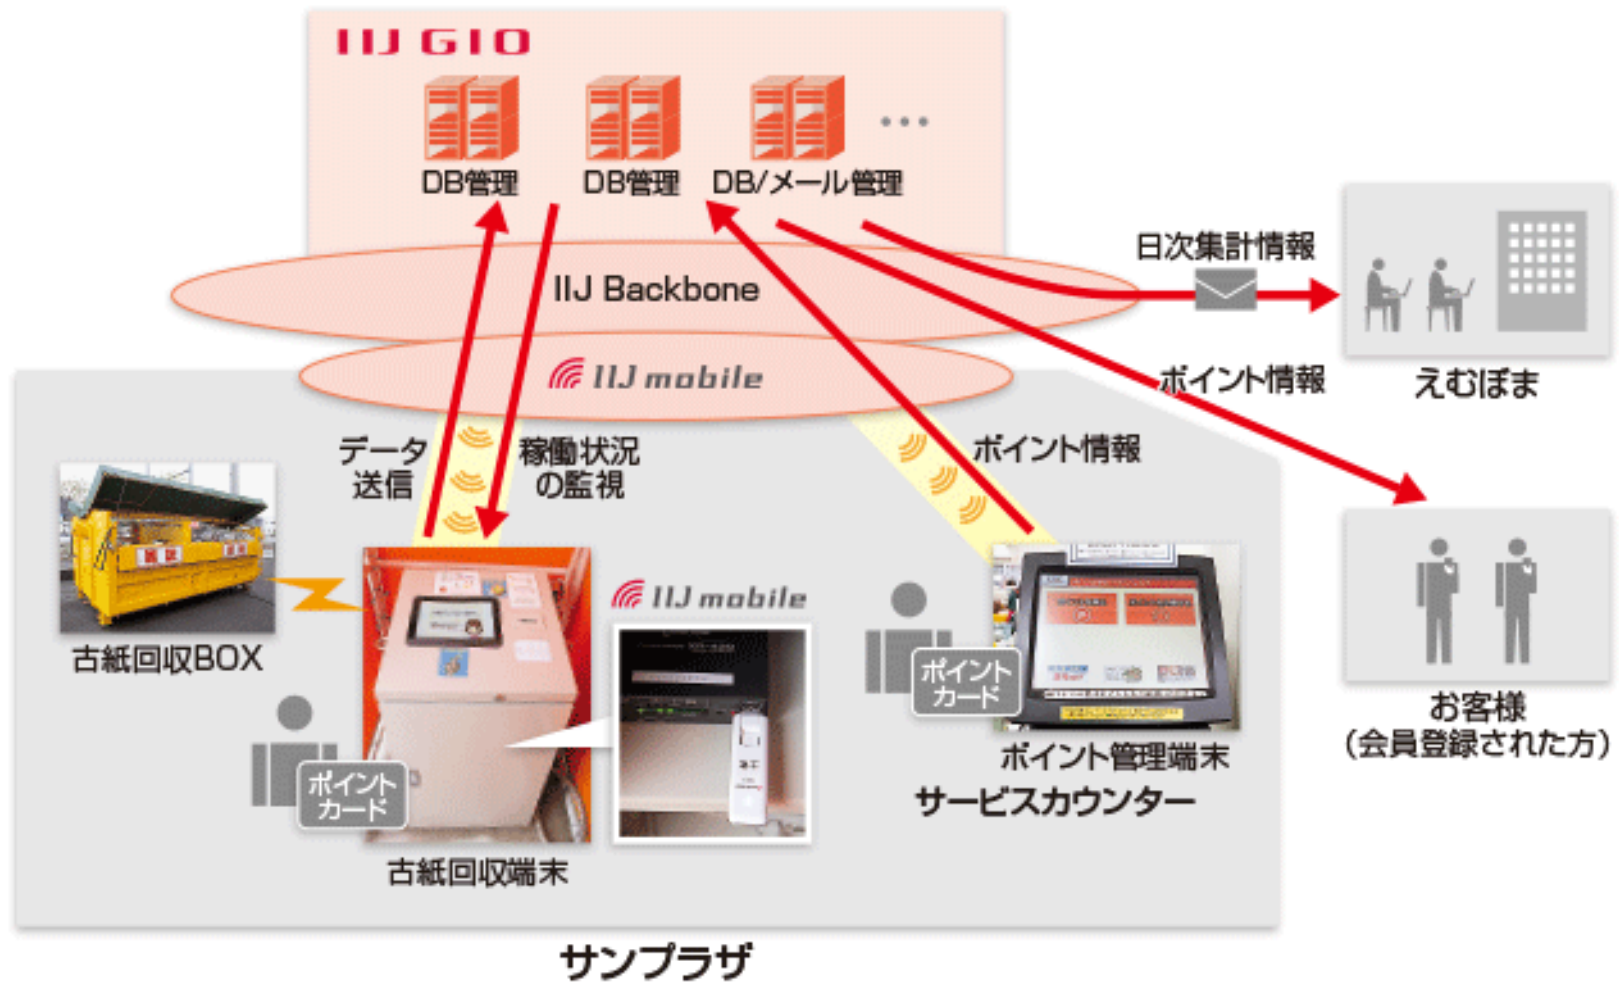 IIJ GIO
DB管理
DB管理
DB/メール管理
...
IIJ Backbone
日次集計情報
えむぼま
IIJ mobile
ポイント情報
データ
送信
稼働状況
の監視
ポイント情報
古紙回収BOX
IIJ mobile
ポイント
カード
ポイント
カード
古紙回収端末
ポイント管理端末
サービスカウンター
お客様
(会員登録された方)
サンプラザ